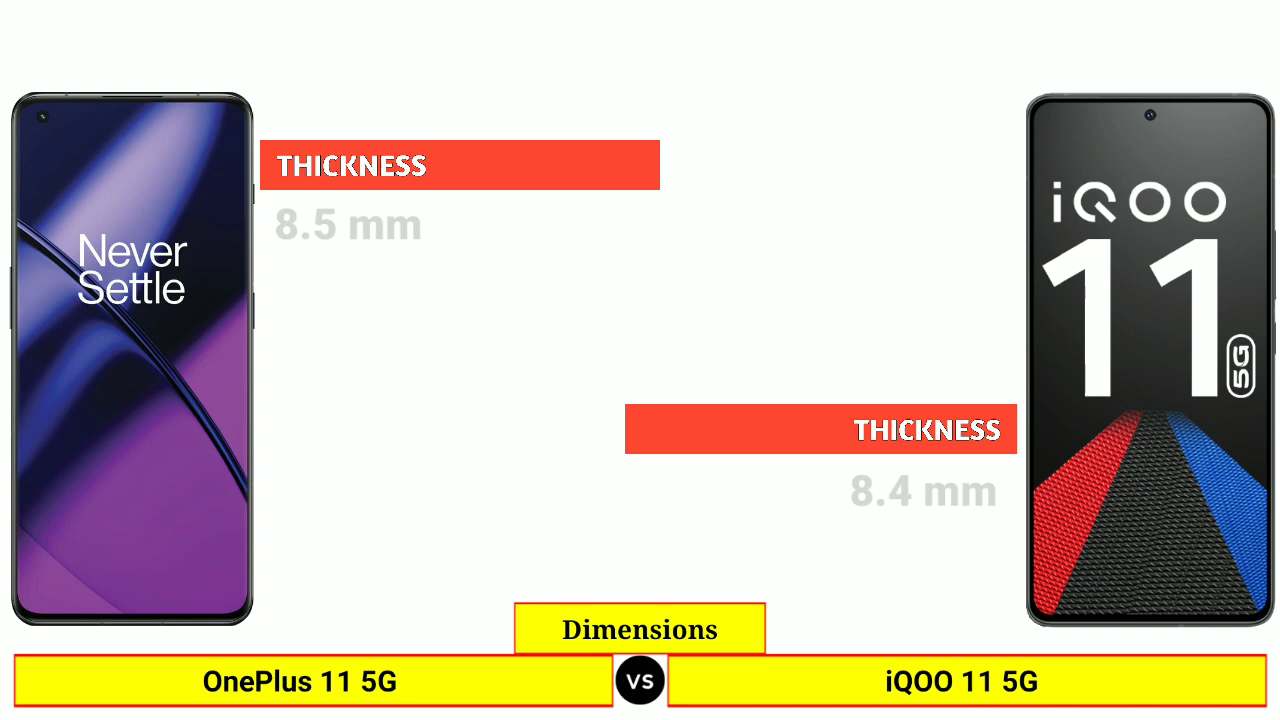 THICKNESS
8.5 mm
Never
Settle
iQOO
11
5G
THICKNESS
8.4 mm
Dimensions
OnePlus 11 5G
VS
iQOO 11 5G